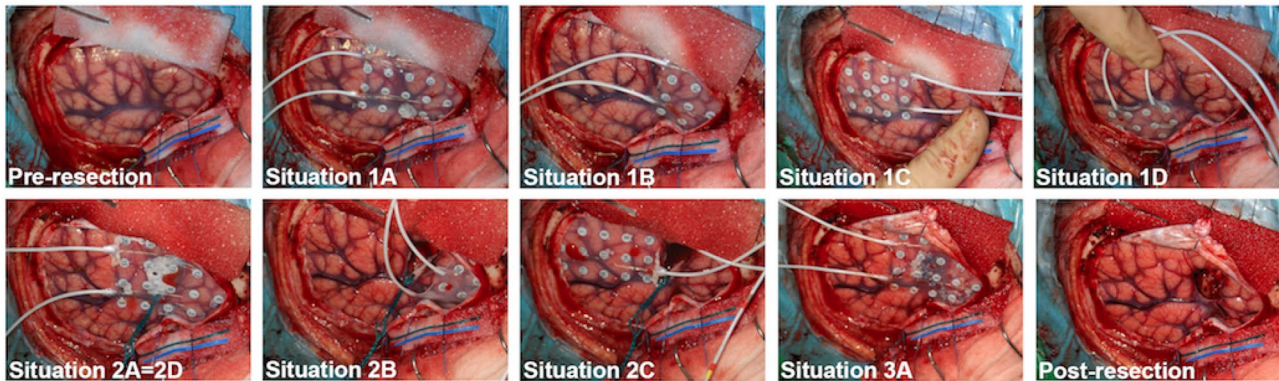 Pre-resection
Situation 1A
Situation 1B
Situation 1C
Situation 1D
Situation 2A=2D
Situation 2B
Situation 2C
Situation 3A
Post-resection